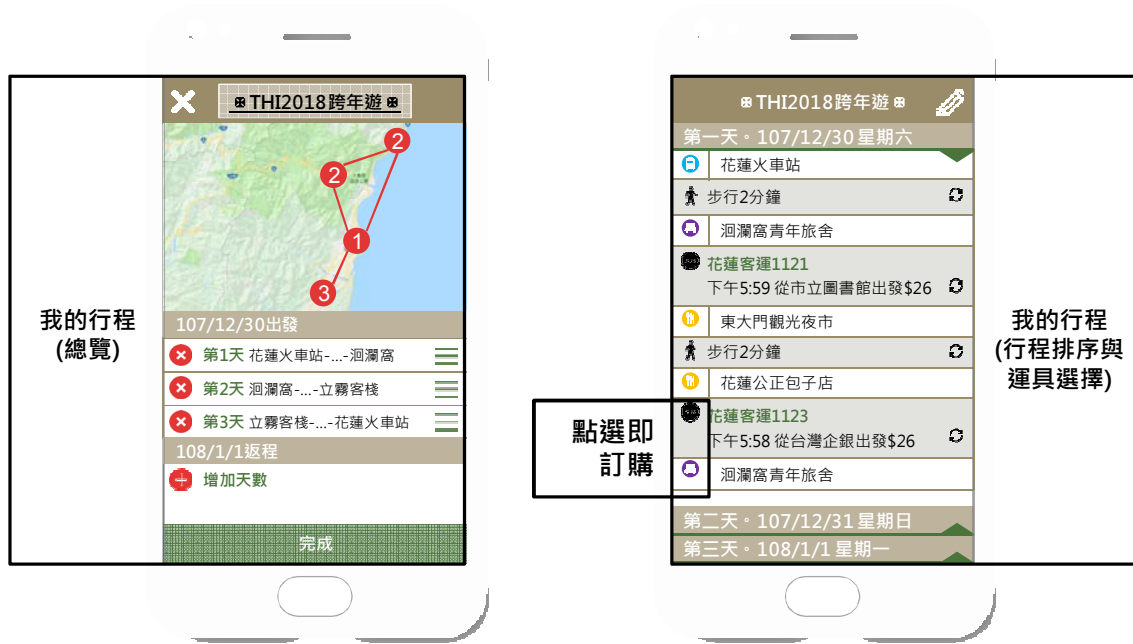 我的行程
(總覽)
THI2018跨年遊
2
2
1
3
107/12/30出發
第1天 花蓮火車站-...-洄瀾窩
第2天 洄瀾窩-...-立霧客棧
第3天 立霧客棧-...-花蓮火車站
108/1/1返程
增加天數
完成
THI2018跨年遊
第一天。107/12/30 星期六
花蓮火車站
步行2分鐘
洄瀾窩青年旅舍
花蓮客運1121
下午5:59 從市立圖書館出發$26
東大門觀光夜市
步行2分鐘
花蓮公正包子店
花蓮客運1123
下午5:58 從台灣企銀出發$26
洄瀾窩青年旅舍
第二天。107/12/31 星期日
第三天。108/1/1 星期一
點選即
訂購
我的行程
(行程排序與
運具選擇)